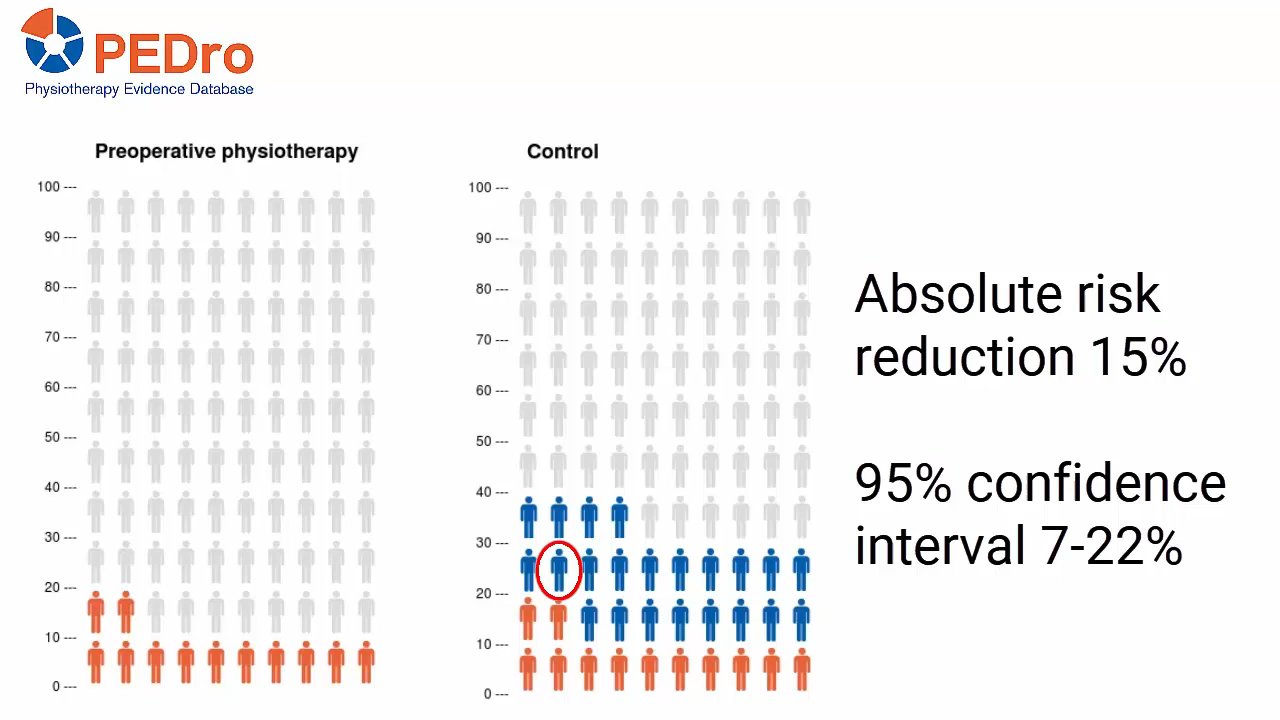 PEDro
Physiotherapy Evidence Database
Preoperative physiotherapy
100 ---
90 ---
80 ---
70 ---
60 ---
50 ---
40 ---
30 ---
20 ---
10 ---
0 ---
Control
100 ---
90 ---
80 ---
70 ---
60 ---
50 ---
40 ---
30 ---
20 ---
10 ---
0 ---
Absolute risk
reduction 15%
95% confidence
interval 7-22%